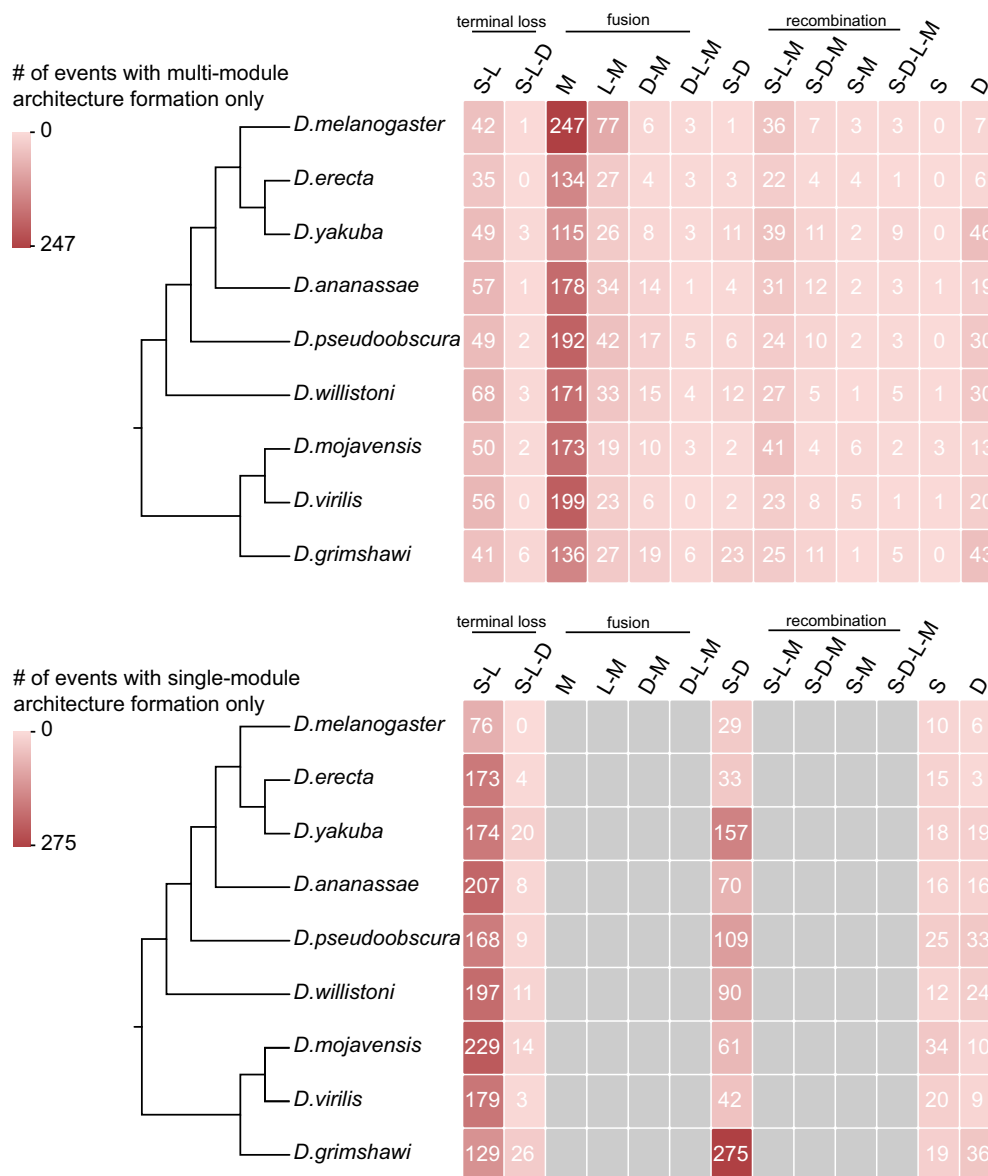 terminal loss fusion recombination
S-L S-L-D M L-M D-M D-L-M S-D S-L-M S-D-M S-M S-D-L-M S D
# of events with multi-module
architecture formation only
0
247
D.melanogaster 42 1 247 77 6 3 1 36 7 3 3 0 7
D.erecta 35 0 134 27 4 3 3 22 4 4 1 0 6
D.yakuba 49 3 115 26 8 3 11 39 11 2 9 0 46
D.ananassae 57 1 178 34 14 1 4 31 12 2 3 1 19
D.pseudoobscura 49 2 192 42 17 5 6 24 10 2 3 0 30
D.willistoni 68 3 171 33 15 4 12 27 5 1 5 1 30
D.mojavensis 50 2 173 19 10 3 2 41 4 6 2 3 13
D.virilis 56 0 199 23 6 0 2 23 8 5 1 1 20
D.grimshawi 41 6 136 27 19 6 23 25 11 1 5 0 43
terminal loss fusion recombination
S-L S-L-D M L-M D-M D-L-M S-D S-L-M S-D-M S-M S-D-L-M S D
# of events with single-module
architecture formation only
0
275
D.melanogaster 76 0 29 10 6
D.erecta 173 4 33 15 3
D.yakuba 174 20 157 18 19
D.ananassae 207 8 70 16 16
D.pseudoobscura 168 9 109 25 33
D.willistoni 197 11 90 12 24
D.mojavensis 229 14 61 34 10
D.virilis 179 3 42 20 9
D.grimshawi 129 26 275 19 36